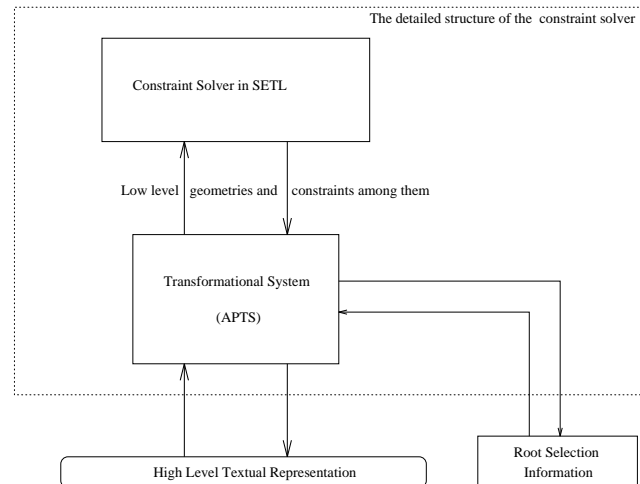 The detailed structure of the constraint solver
Constraint Solver in SETL
Low level geometries and constraints among them
Transformational System
(APTS)
High Level Textual Representation
Root Selection
Information